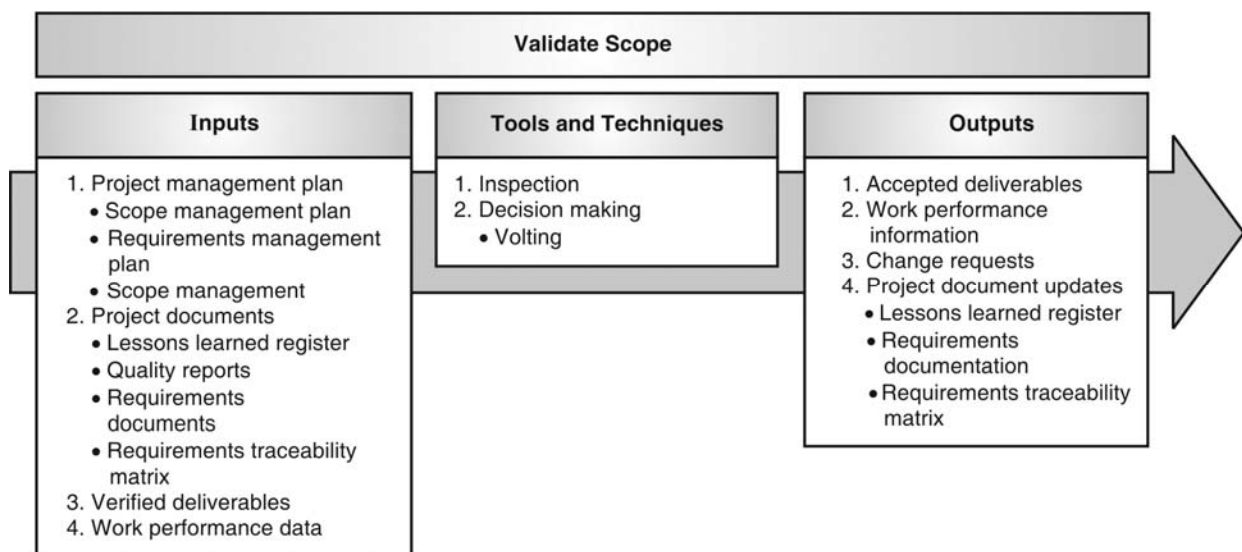 Validate Scope
Inputs
1. Project management plan
• Scope management plan
• Requirements management
plan
• Scope management
2. Project documents
• Lessons learned register
• Quality reports
• Requirements
documents
• Requirements traceability
matrix
3. Verified deliverables
4. Work performance data
Tools and Techniques
1. Inspection
2. Decision making
• Volting
Outputs
1. Accepted deliverables
2. Work performance
information
3. Change requests
4. Project document updates
• Lessons learned register
• Requirements
documentation
• Requirements traceability
matrix